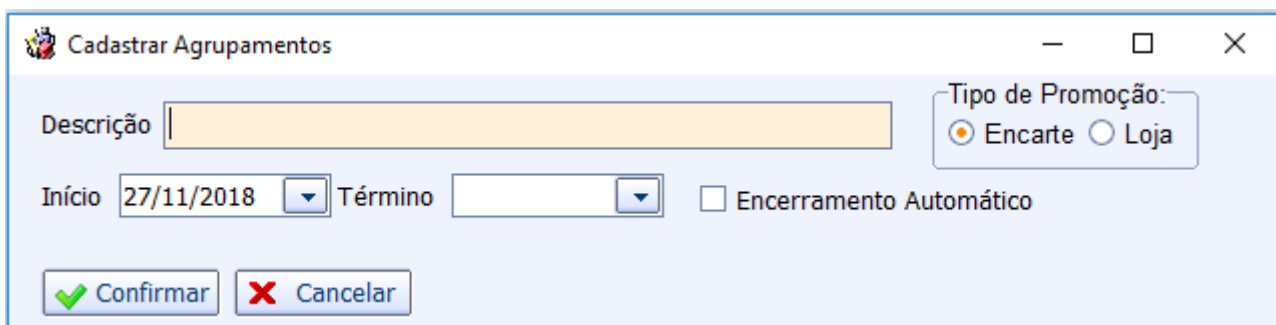 Cadastrar Agrupamentos
Tipo de Promoção:
Descrição
Encarte Loja
Início 27/11/2018 Término Encerramento Automático
Confirmar Cancelar